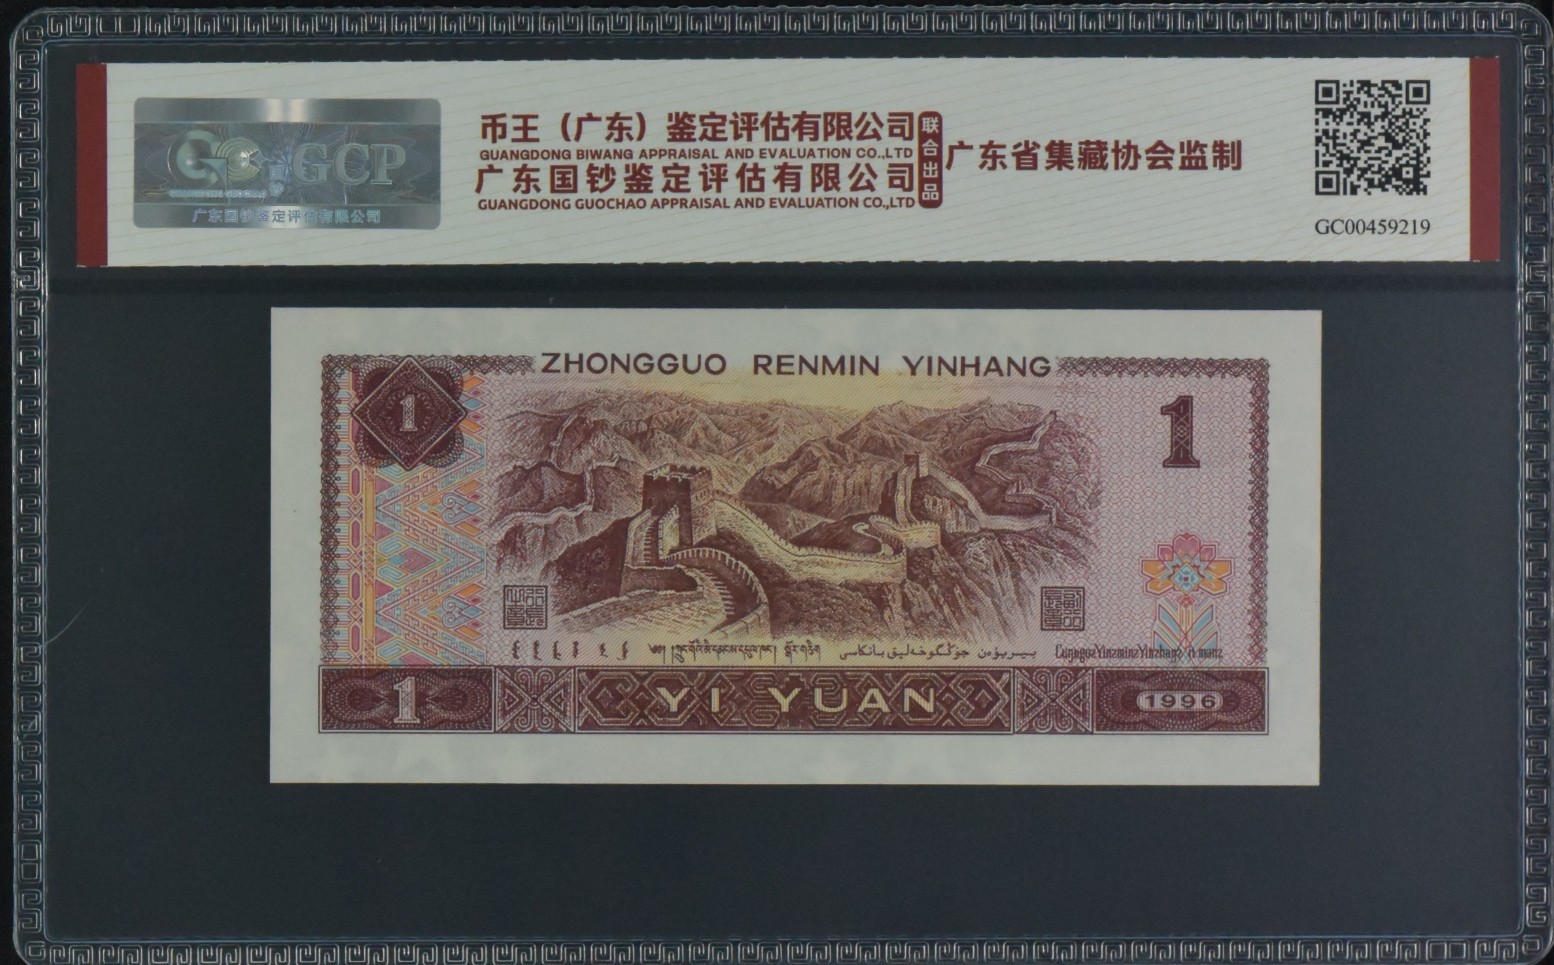 GCP
广东国钞鉴定评估有限公司
币王（广东）鉴定评估有限公司
GUANGDONG BIWANG APPRAISAL AND EVALUATION CO.,LTD
广东国钞鉴定评估有限公司
GUANGDONG GUOCHAO APPRAISAL AND EVALUATION CO.,LTD
联合出品
广东省集藏协会监制
GC00459219
ZHONGGUO RENMIN YINHANG
1
1
1
YI YUAN
1996